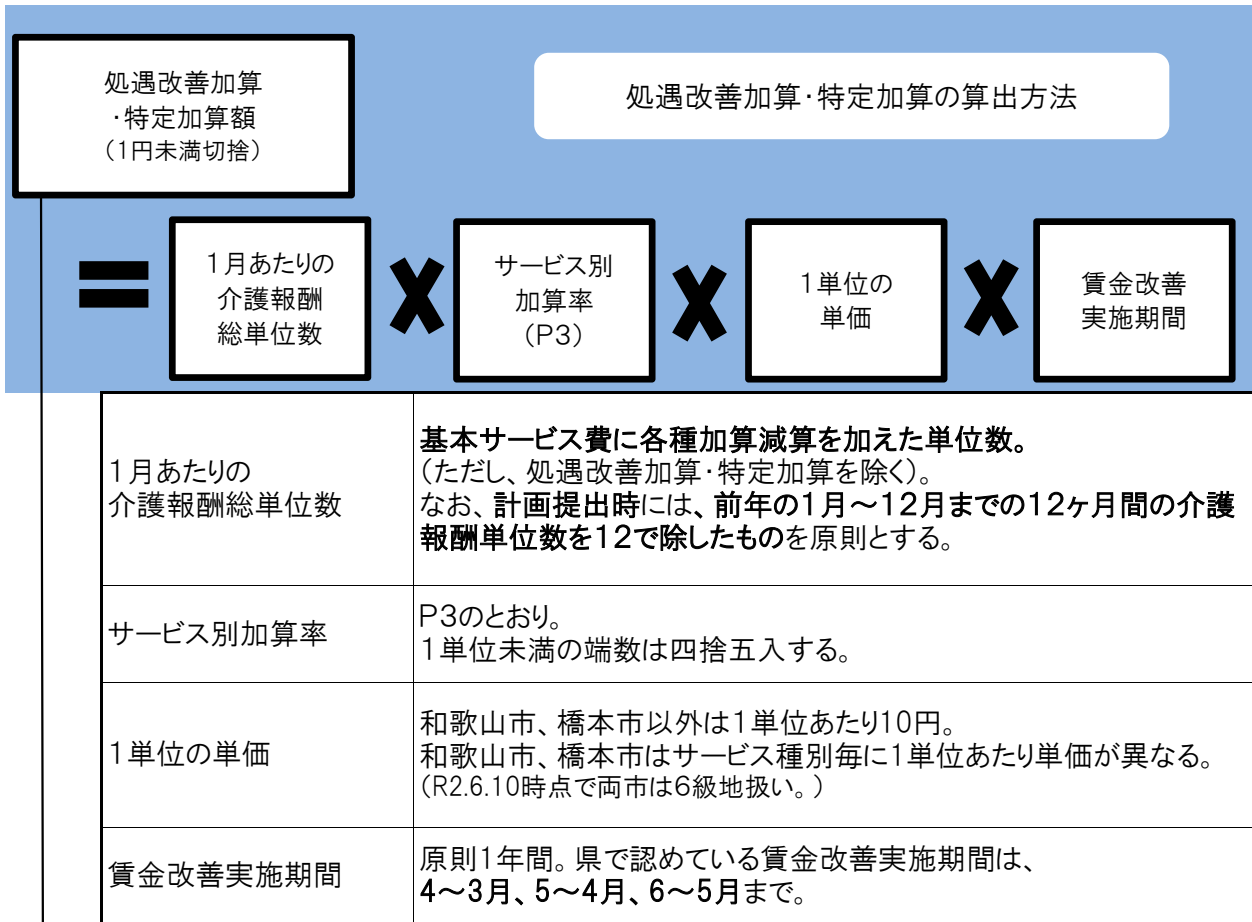 処遇改善加算
・特定加算額
（1円未満切捨）
処遇改善加算・特定加算の算出方法
＝
1月あたりの
介護報酬
総単位数
×
サービス別
加算率
（P3）
×
1単位の
単価
×
賃金改善
実施期間
1月あたりの
介護報酬総単位数
基本サービス費に各種加算減算を加えた単位数。
（ただし、処遇改善加算・特定加算を除く）。
なお、計画提出時には、前年の1月～12月までの12ヶ月間の介護
報酬単位数を12で除したものを原則とする。
サービス別加算率
P3のとおり。
1単位未満の端数は四捨五入する。
1単位の単価
和歌山市、橋本市以外は1単位あたり10円。
和歌山市、橋本市はサービス種別毎に1単位あたり単価が異なる。
（R2.6.10時点で両市は6級地扱い。）
賃金改善実施期間
原則1年間。県で認めている賃金改善実施期間は、
4～3月、5～4月、6～5月まで。